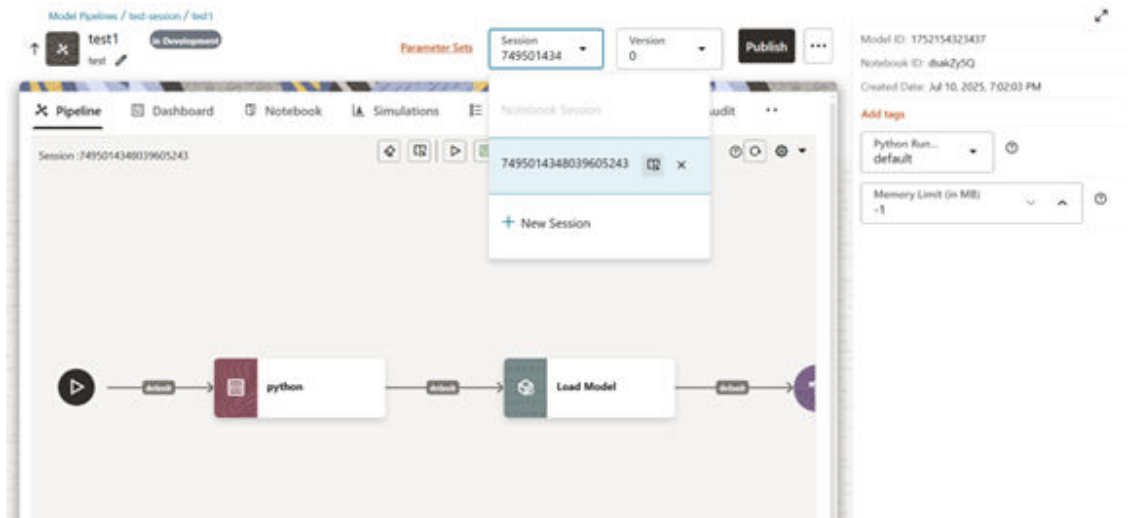 Model Pipelines / test-session / test1
test1
In Development
test
Parameter Sets
Session
749501434
Version
0
Publish
Pipeline
Dashboard
Notebook
Simulations
Notebook Session
udit
Session :7495014348039605243
7495014348039605243
New Session
default
python
default
Load Model
default
Model ID: 1752154323437
Notebook ID: dsakZy5Q
Created Date: Jul 10, 2025, 7:02:03 PM
Add tags
Python Run...
default
Memory Limit (in MB)
-1